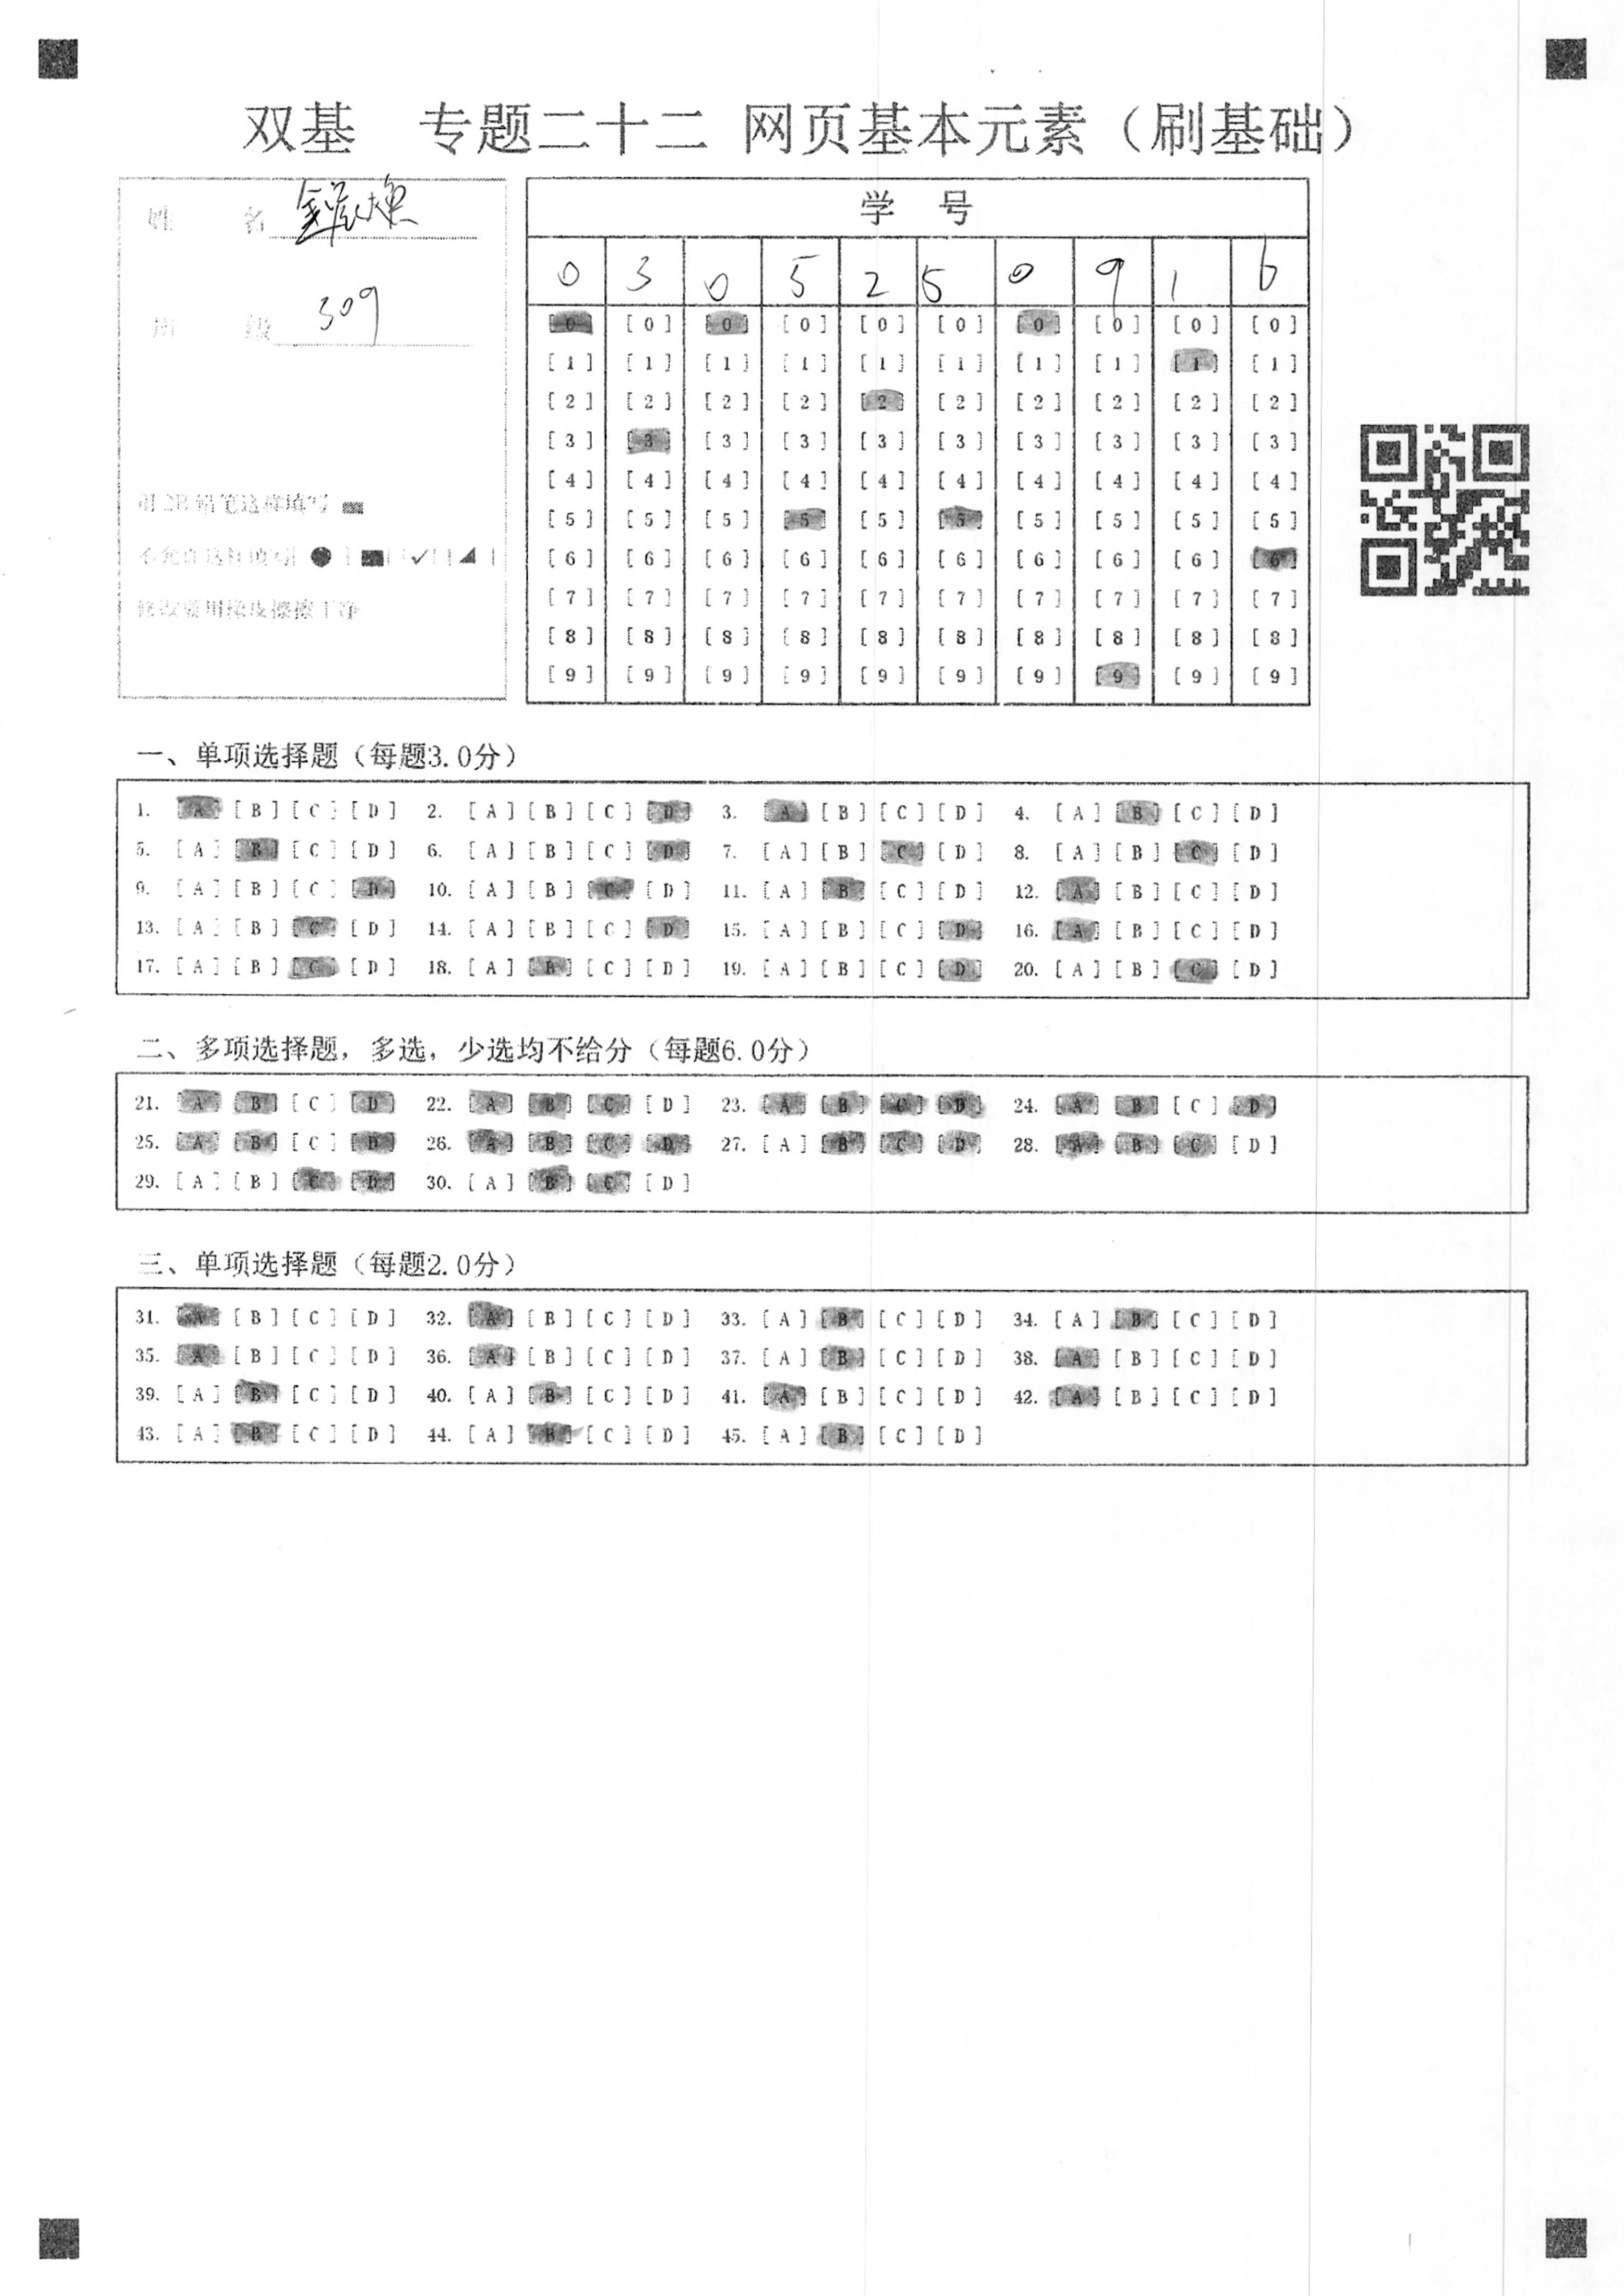 双基 专题二十二 网页基本元素（刷基础）
姓 名
班 级 309
用2B铅笔这样填写
不允许这样填写
修改要用橡皮擦擦干净
学 号
0 3 0 5 2 5 0 9 1 6
[0] [0] [0] [0] [0] [0] [0] [0] [0] [0]
[1] [1] [1] [1] [1] [1] [1] [1] [1] [1]
[2] [2] [2] [2] [2] [2] [2] [2] [2] [2]
[3] [3] [3] [3] [3] [3] [3] [3] [3] [3]
[4] [4] [4] [4] [4] [4] [4] [4] [4] [4]
[5] [5] [5] [5] [5] [5] [5] [5] [5] [5]
[6] [6] [6] [6] [6] [6] [6] [6] [6] [6]
[7] [7] [7] [7] [7] [7] [7] [7] [7] [7]
[8] [8] [8] [8] [8] [8] [8] [8] [8] [8]
[9] [9] [9] [9] [9] [9] [9] [9] [9] [9]
一、单项选择题（每题3.0分）
1. [A] [B] [C] [D] 2. [A] [B] [C] [D] 3. [A] [B] [C] [D] 4. [A] [B] [C] [D]
5. [A] [B] [C] [D] 6. [A] [B] [C] [D] 7. [A] [B] [C] [D] 8. [A] [B] [C] [D]
9. [A] [B] [C] [D] 10. [A] [B] [C] [D] 11. [A] [B] [C] [D] 12. [A] [B] [C] [D]
13. [A] [B] [C] [D] 14. [A] [B] [C] [D] 15. [A] [B] [C] [D] 16. [A] [B] [C] [D]
17. [A] [B] [C] [D] 18. [A] [B] [C] [D] 19. [A] [B] [C] [D] 20. [A] [B] [C] [D]
二、多项选择题，多选，少选均不给分（每题6.0分）
21. [A] [B] [C] [D] 22. [A] [B] [C] [D] 23. [A] [B] [C] [D] 24. [A] [B] [C] [D]
25. [A] [B] [C] [D] 26. [A] [B] [C] [D] 27. [A] [B] [C] [D] 28. [A] [B] [C] [D]
29. [A] [B] [C] [D] 30. [A] [B] [C] [D]
三、单项选择题（每题2.0分）
31. [A] [B] [C] [D] 32. [A] [B] [C] [D] 33. [A] [B] [C] [D] 34. [A] [B] [C] [D]
35. [A] [B] [C] [D] 36. [A] [B] [C] [D] 37. [A] [B] [C] [D] 38. [A] [B] [C] [D]
39. [A] [B] [C] [D] 40. [A] [B] [C] [D] 41. [A] [B] [C] [D] 42. [A] [B] [C] [D]
43. [A] [B] [C] [D] 44. [A] [B] [C] [D] 45. [A] [B] [C] [D]